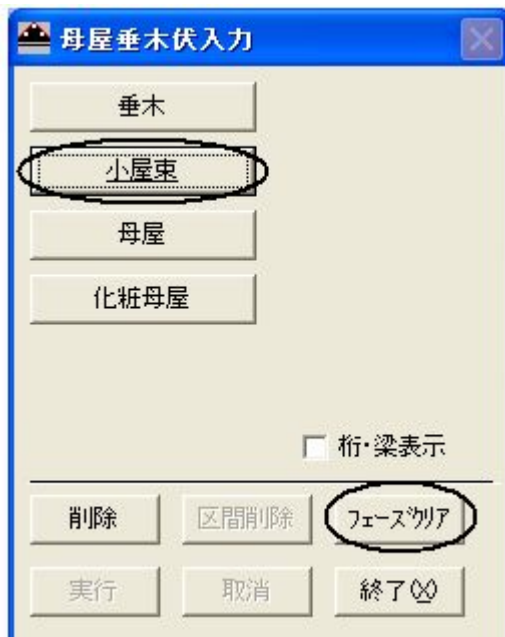 母屋垂木伏入力
垂木
小屋束
母屋
化粧母屋
桁・梁表示
削除 区間削除 フェーズクリア
実行 取消 終了(X)